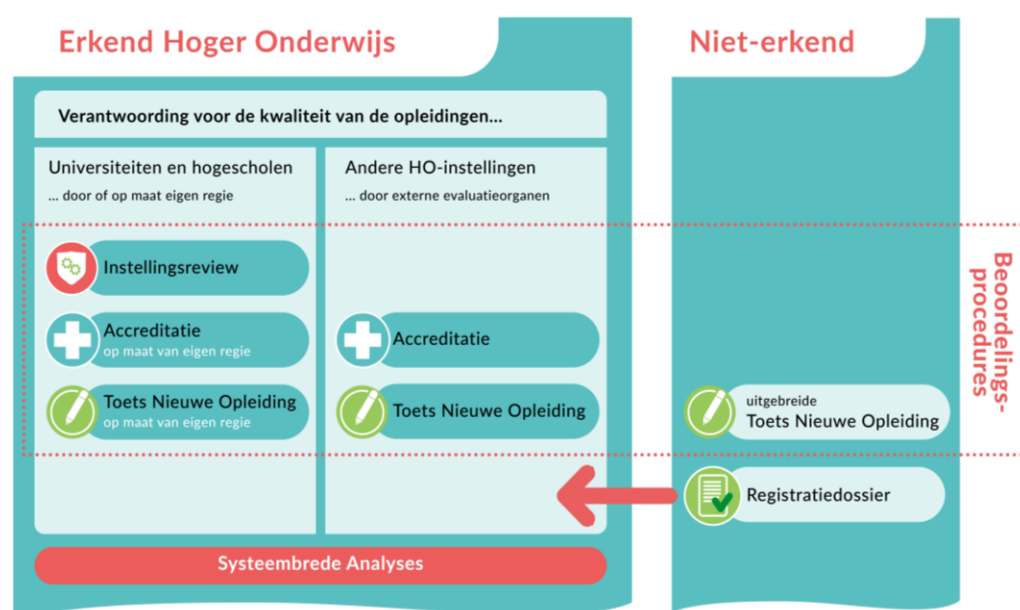 Erkend Hoger Onderwijs
Verantwoording voor de kwaliteit van de opleidingen...
Universiteiten en hogescholen
... door of op maat eigen regie
Instellingsreview
Accreditatie
op maat van eigen regie
Toets Nieuwe Opleiding
op maat van eigen regie
Andere HO-instellingen
... door externe evaluatieorganen
Accreditatie
Toets Nieuwe Opleiding
Systeembrede Analyses
Niet-erkend
uitgebreide
Toets Nieuwe Opleiding
Registratiedossier
Beoordelings-
procedures